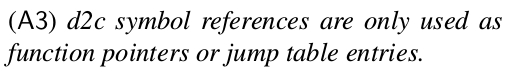 (A3) d2c symbol references are only used as
function pointers or jump table entries.